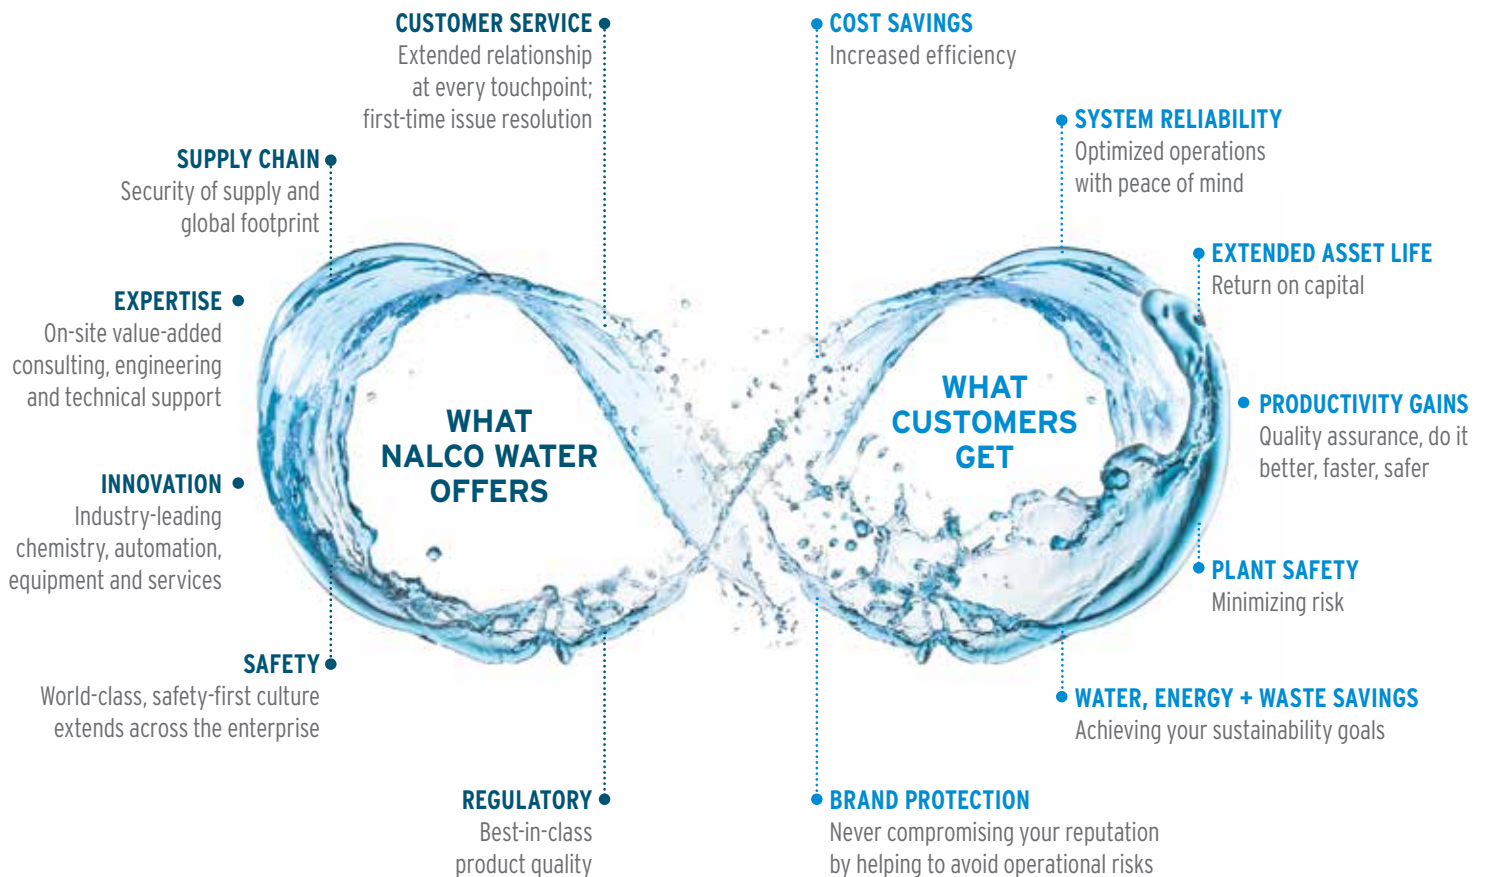 CUSTOMER SERVICE
Extended relationship
at every touchpoint;
first-time issue resolution
SUPPLY CHAIN
Security of supply and
global footprint
EXPERTISE
On-site value-added
consulting, engineering
and technical support
INNOVATION
Industry-leading
chemistry, automation,
equipment and services
SAFETY
World-class, safety-first culture
extends across the enterprise
REGULATORY
Best-in-class
product quality
WHAT
NALCO WATER
OFFERS
WHAT
CUSTOMERS
GET
COST SAVINGS
Increased efficiency
SYSTEM RELIABILITY
Optimized operations
with peace of mind
EXTENDED ASSET LIFE
Return on capital
PRODUCTIVITY GAINS
Quality assurance, do it
better, faster, safer
PLANT SAFETY
Minimizing risk
WATER, ENERGY + WASTE SAVINGS
Achieving your sustainability goals
BRAND PROTECTION
Never compromising your reputation
by helping to avoid operational risks